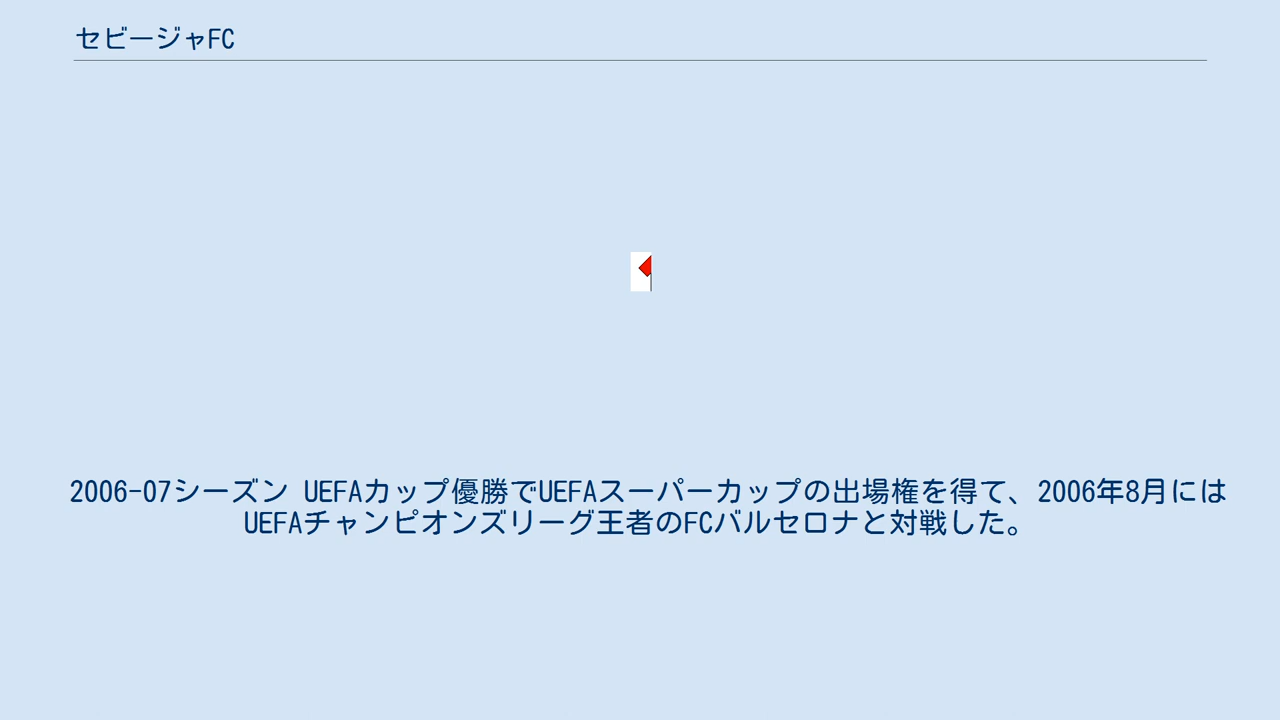 セビージャFC
2006-07シーズン UEFAカップ優勝でUEFAスーパーカップの出場権を得て、2006年8月には
UEFAチャンピオンズリーグ王者のFCバルセロナと対戦した。